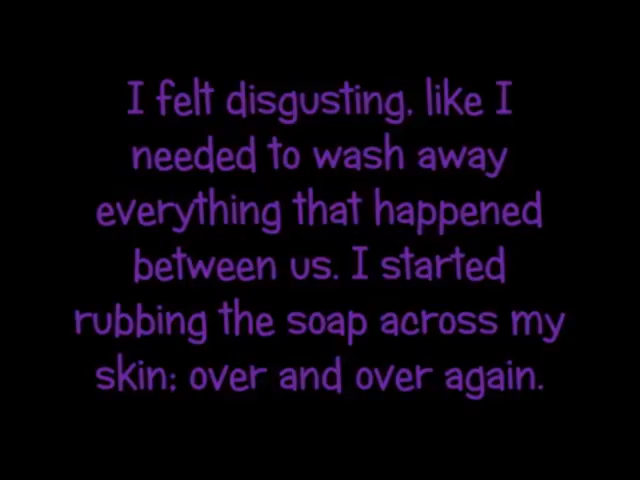 I felt disgusting, like I
needed to wash away
everything that happened
between us. I started
rubbing the soap across my
skin; over and over again.